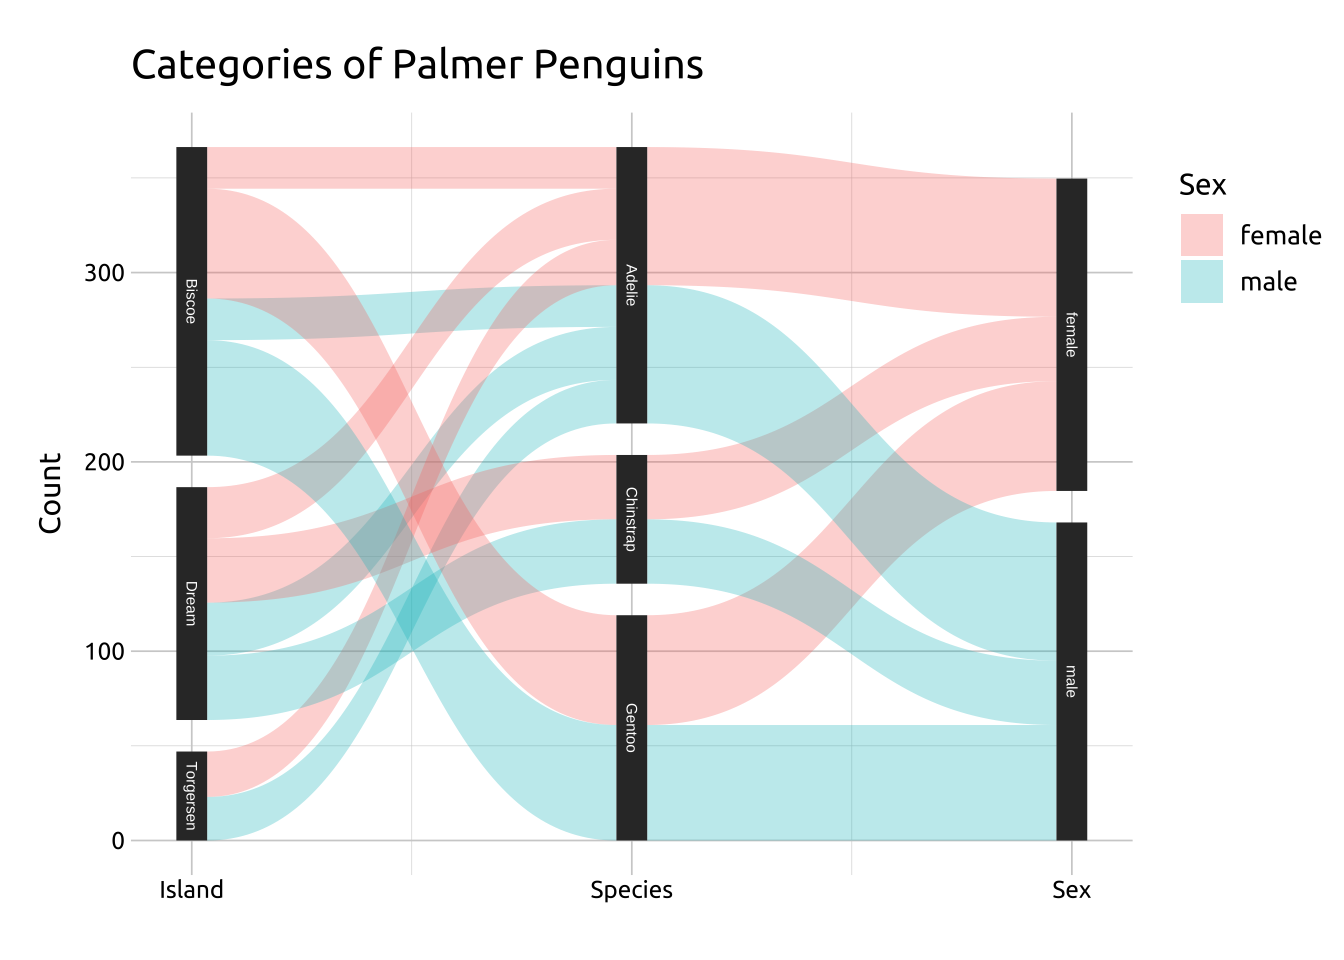 Categories of Palmer Penguins
Sex
female
male
300
200
100
0
Count
Biscoe
Dream
Torgersen
Adelie
Chinstrap
Gentoo
female
male
Island
Species
Sex